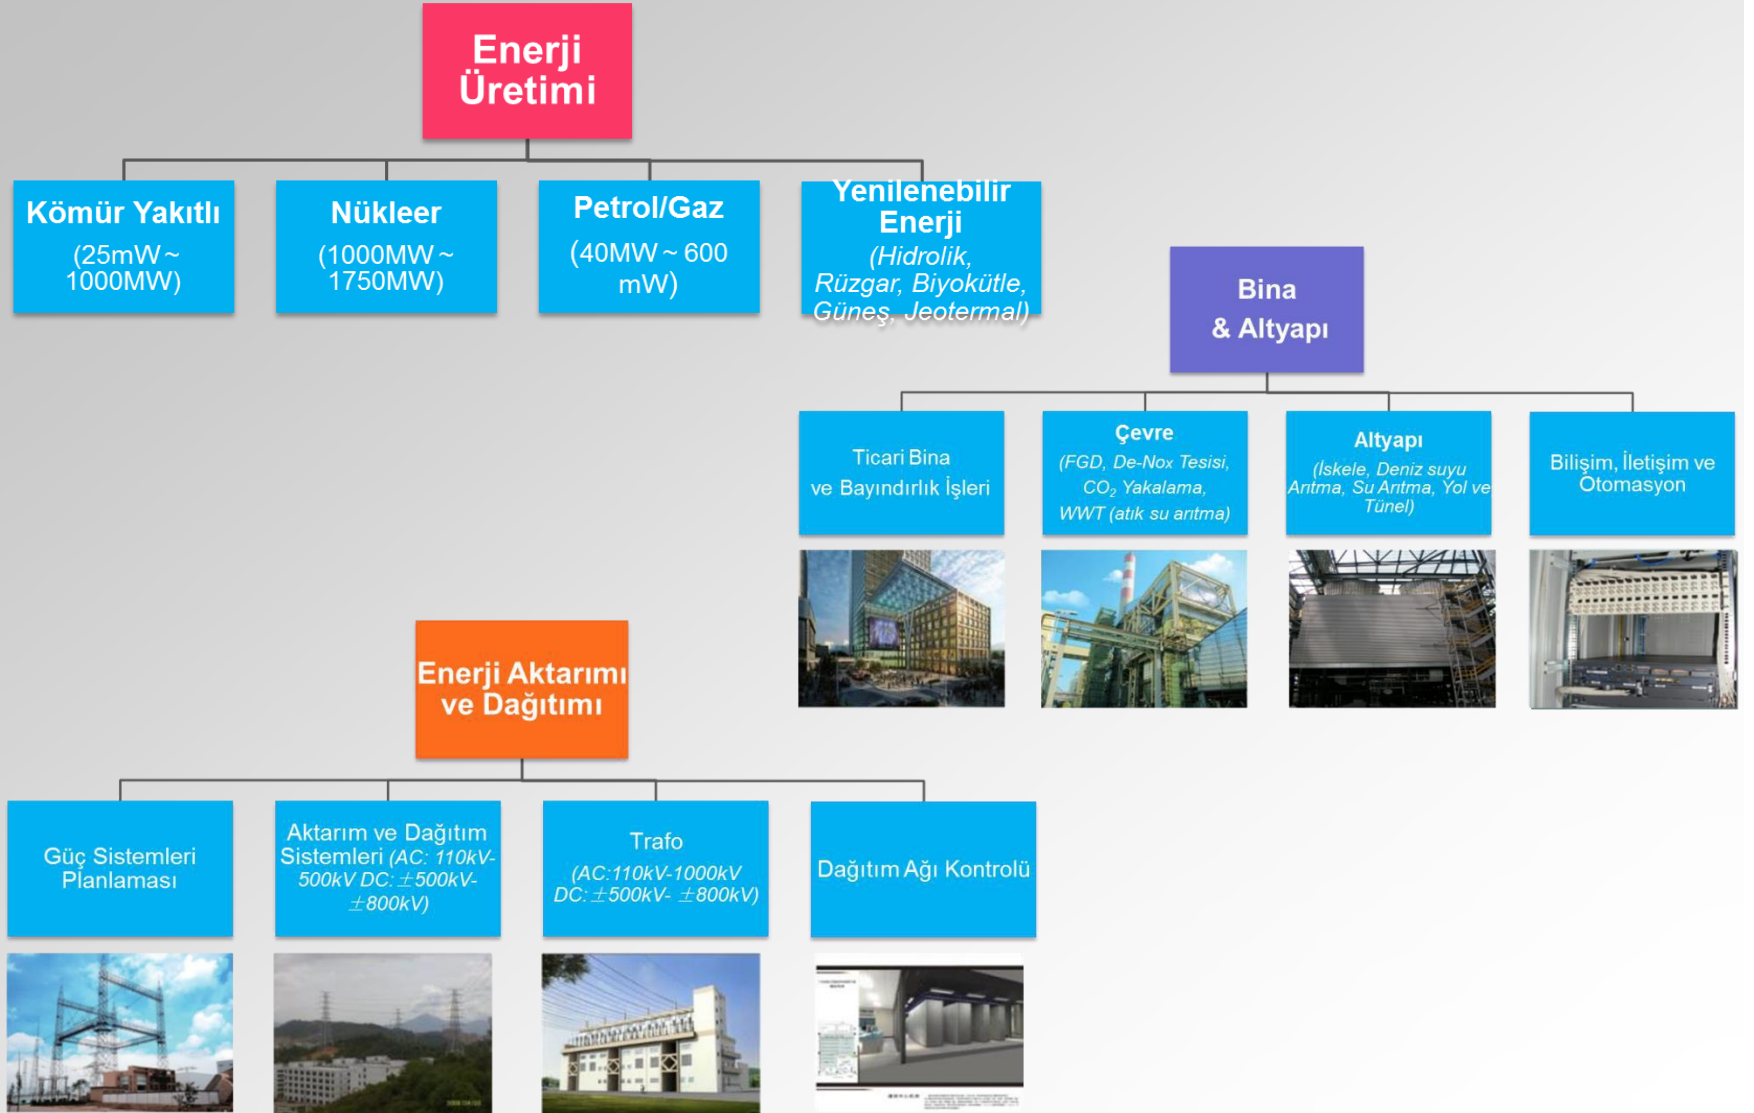 Enerji
Üretimi
Kömür Yakıtlı
(25mW ~
1000MW)
Nükleer
(1000MW ~
1750MW)
Petrol/Gaz
(40MW ~ 600
mW)
Yenilenebilir
Enerji
(Hidrolik,
Rüzgar, Biyokütle,
Güneş, Jeotermal)
Bina
& Altyapı
Ticari Bina
ve Bayındırlık İşleri
Çevre
(FGD, De-Nox Tesisi,
CO₂ Yakalama,
WWT (atık su arıtma)
Altyapı
(İskele, Deniz suyu
Arıtma, Su Arıtma, Yol ve
Tünel)
Bilişim, İletişim ve
Otomasyon
Enerji Aktarımı
ve Dağıtımı
Güç Sistemleri
Planlaması
Aktarım ve Dağıtım
Sistemleri (AC: 110kV-
500kV DC: ±500kV-
±800kV)
Trafo
(AC:110kV-1000kV
DC: ±500kV- ±800kV)
Dağıtım Ağı Kontrolü